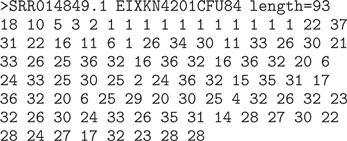 >SRR014849.1 EIXKN4201CFU84 length=93
18 10 5 3 2 1 1 1 1 1 1 1 1 1 22 37
31 22 16 11 6 1 26 34 30 11 33 26 30 21
33 26 25 36 32 16 36 32 16 36 32 20 6
24 33 25 30 25 2 24 36 32 15 35 31 17
36 32 20 6 25 29 20 30 25 4 32 26 32 23
32 26 30 24 33 26 35 31 14 28 27 30 22
28 24 27 17 32 23 28 28